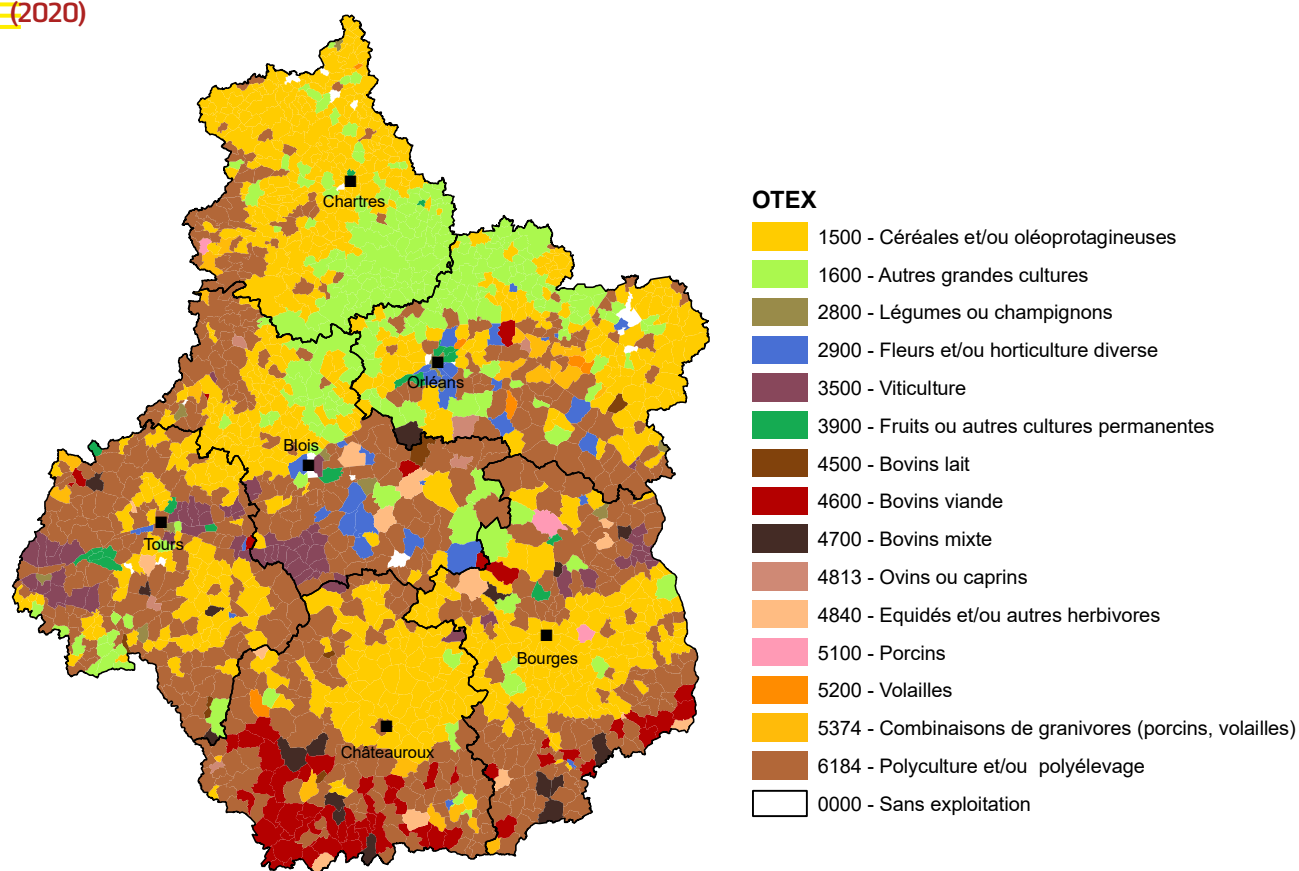 (2020)
Chartres
Orléans
Blois
Tours
Bourges
Châteauroux
OTEX
1500 - Céréales et/ou oléoprotagineuses
1600 - Autres grandes cultures
2800 - Légumes ou champignons
2900 - Fleurs et/ou horticulture diverse
3500 - Viticulture
3900 - Fruits ou autres cultures permanentes
4500 - Bovins lait
4600 - Bovins viande
4700 - Bovins mixte
4813 - Ovins ou caprins
4840 - Equidés et/ou autres herbivores
5100 - Porcins
5200 - Volailles
5374 - Combinaisons de granivores (porcins, volailles)
6184 - Polyculture et/ou  polyélevage
0000 - Sans exploitation